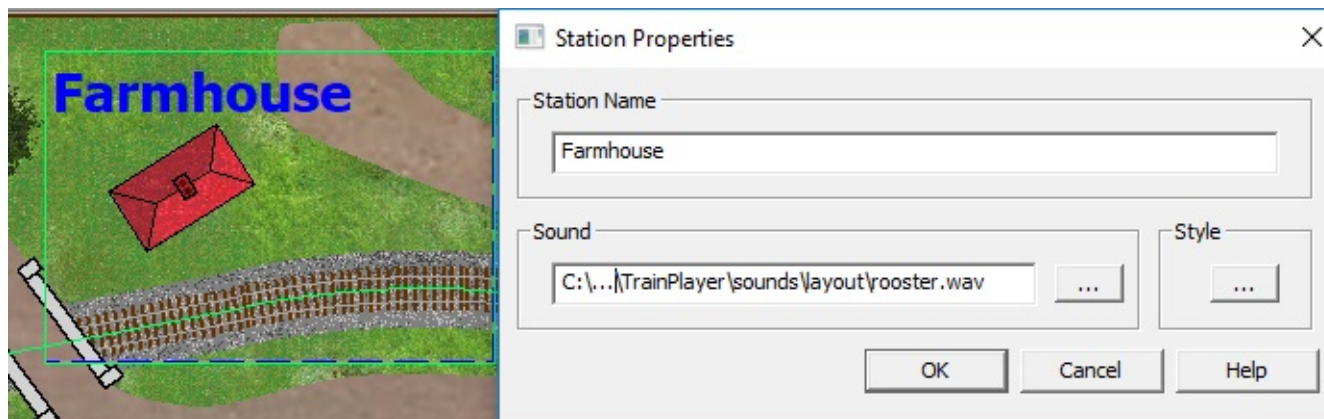 Farmhouse
Station Properties
Station Name
Farmhouse
Sound
Style
C:\...\TrainPlayer\sounds\layout\rooster.wav
...
...
OK
Cancel
Help